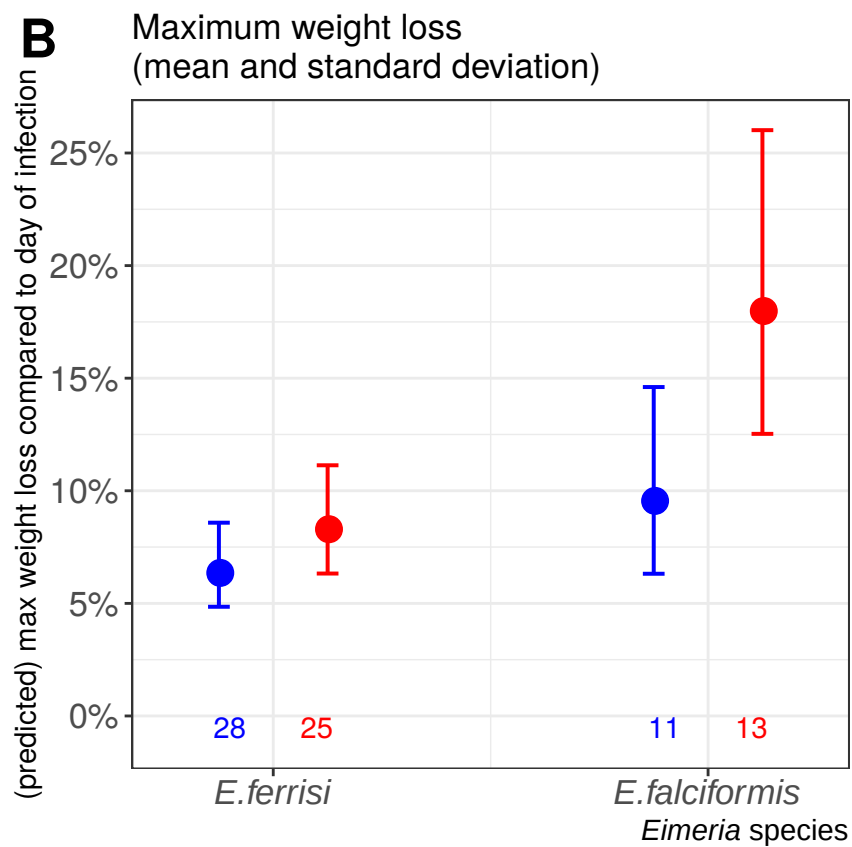 B
Maximum weight loss
(mean and standard deviation)
(predicted) max weight loss compared to day of infection
25%
20%
15%
10%
5%
0%
28 25 11 13
E.ferrisi E.falciformis
Eimeria species